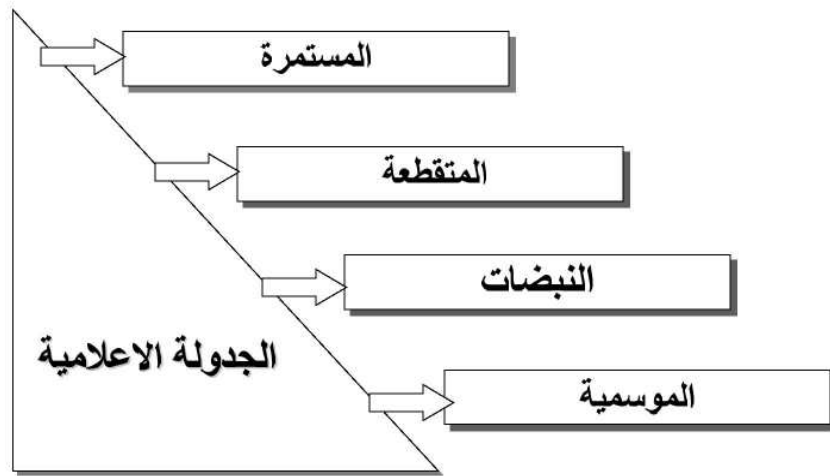 المستمرة
المتقطعة
النبضات
الجدولة الاعلامية
الموسمية